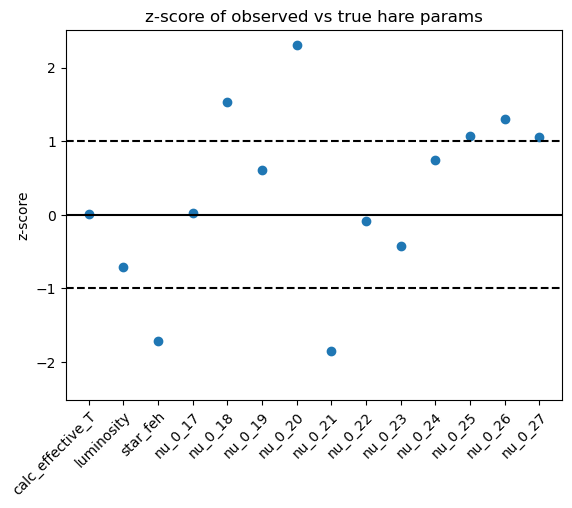 z-score of observed vs true hare params
z-score
2
1
0
−1
−2
calc_effective_T
luminosity
star_feh
nu_0_17
nu_0_18
nu_0_19
nu_0_20
nu_0_21
nu_0_22
nu_0_23
nu_0_24
nu_0_25
nu_0_26
nu_0_27